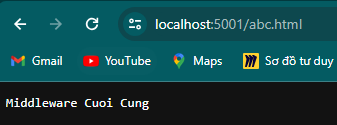 localhost:5001/abc.html
Gmail YouTube Maps Sơ đồ tư duy
Middleware Cuoi Cung